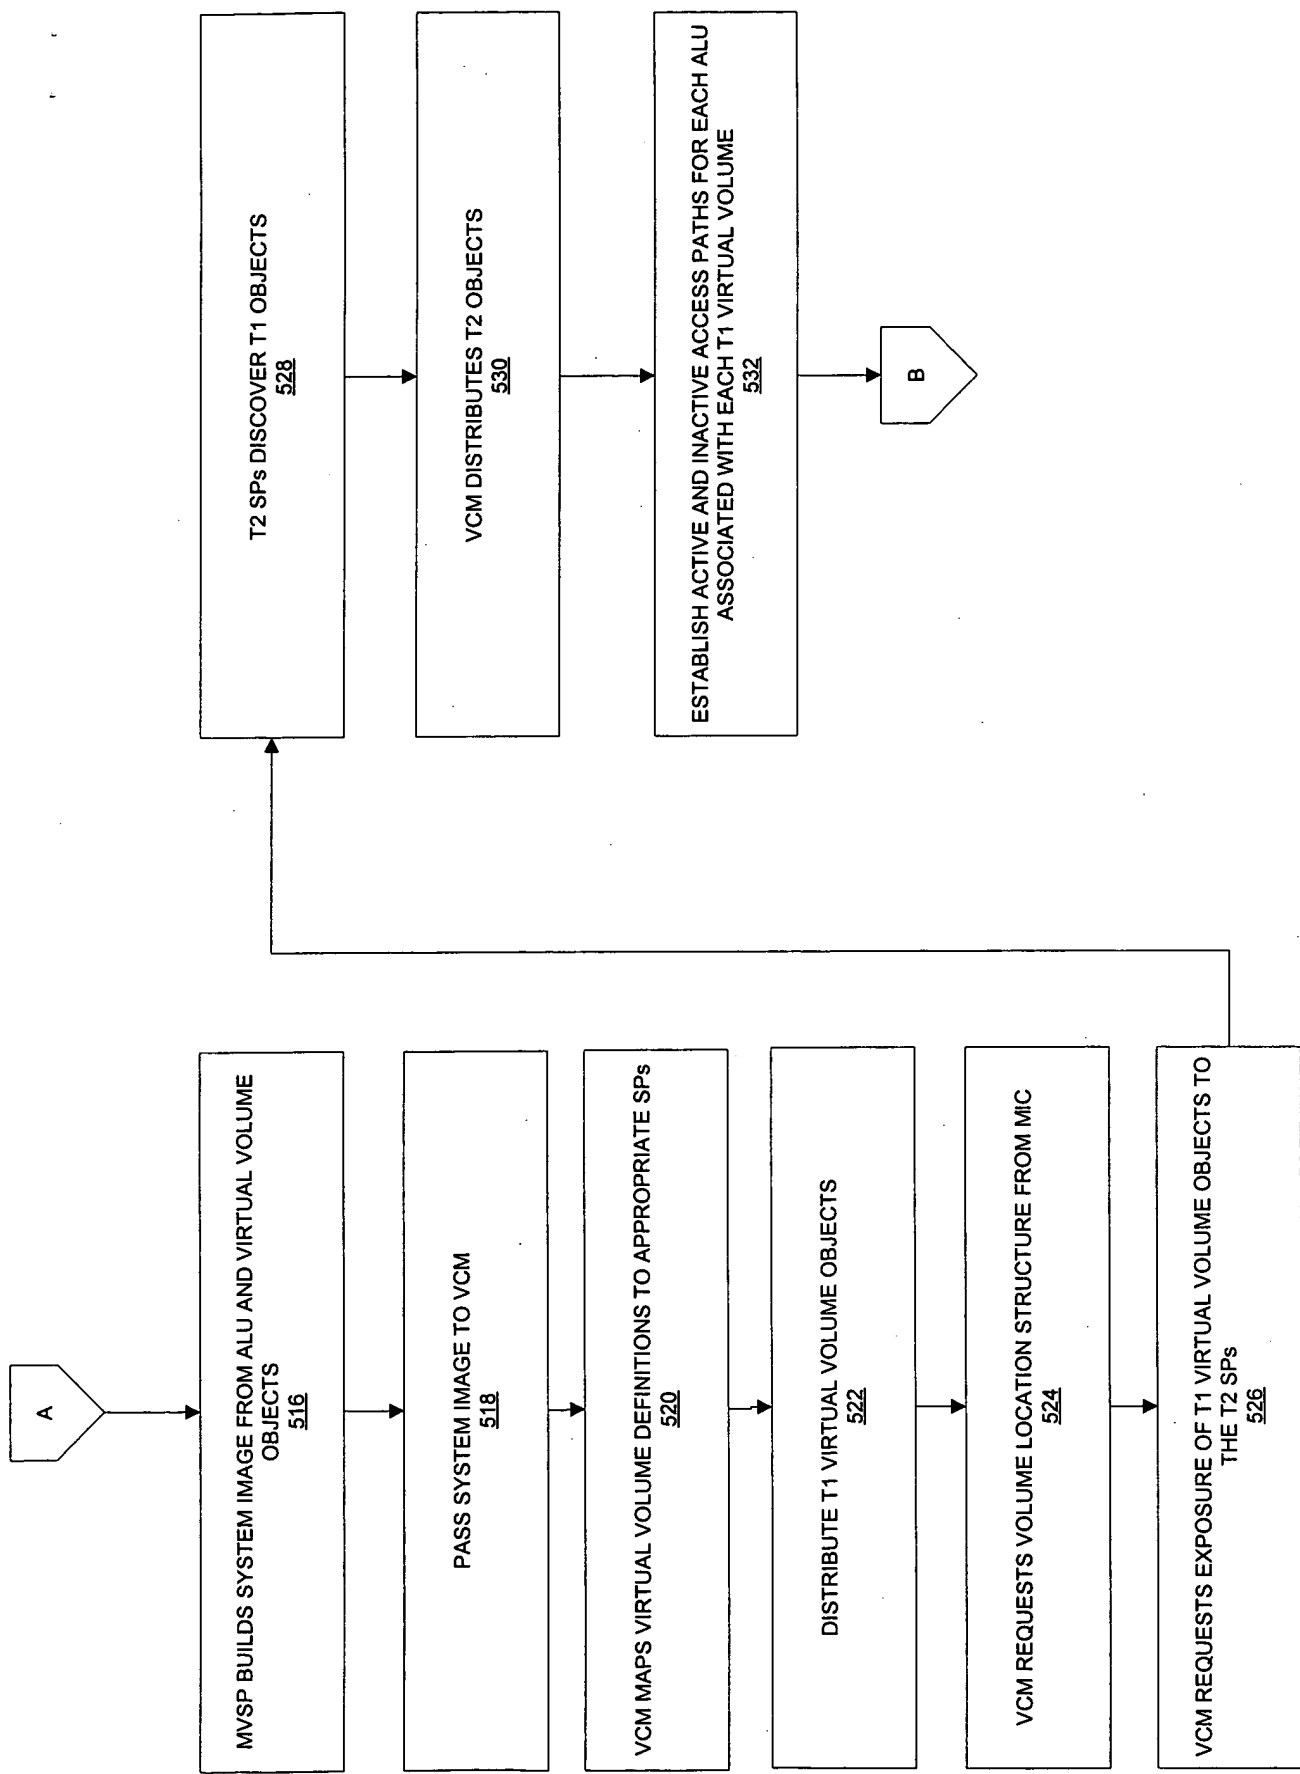 A
MVSP BUILDS SYSTEM IMAGE FROM ALU AND VIRTUAL VOLUME
OBJECTS
516
PASS SYSTEM IMAGE TO VCM
518
VCM MAPS VIRTUAL VOLUME DEFINITIONS TO APPROPRIATE SPs
520
DISTRIBUTE T1 VIRTUAL VOLUME OBJECTS
522
VCM REQUESTS VOLUME LOCATION STRUCTURE FROM MIC
524
VCM REQUESTS EXPOSURE OF T1 VIRTUAL VOLUME OBJECTS TO
THE T2 SPs
526
T2 SPs DISCOVER T1 OBJECTS
528
VCM DISTRIBUTES T2 OBJECTS
530
ESTABLISH ACTIVE AND INACTIVE ACCESS PATHS FOR EACH ALU
ASSOCIATED WITH EACH T1 VIRTUAL VOLUME
532
B